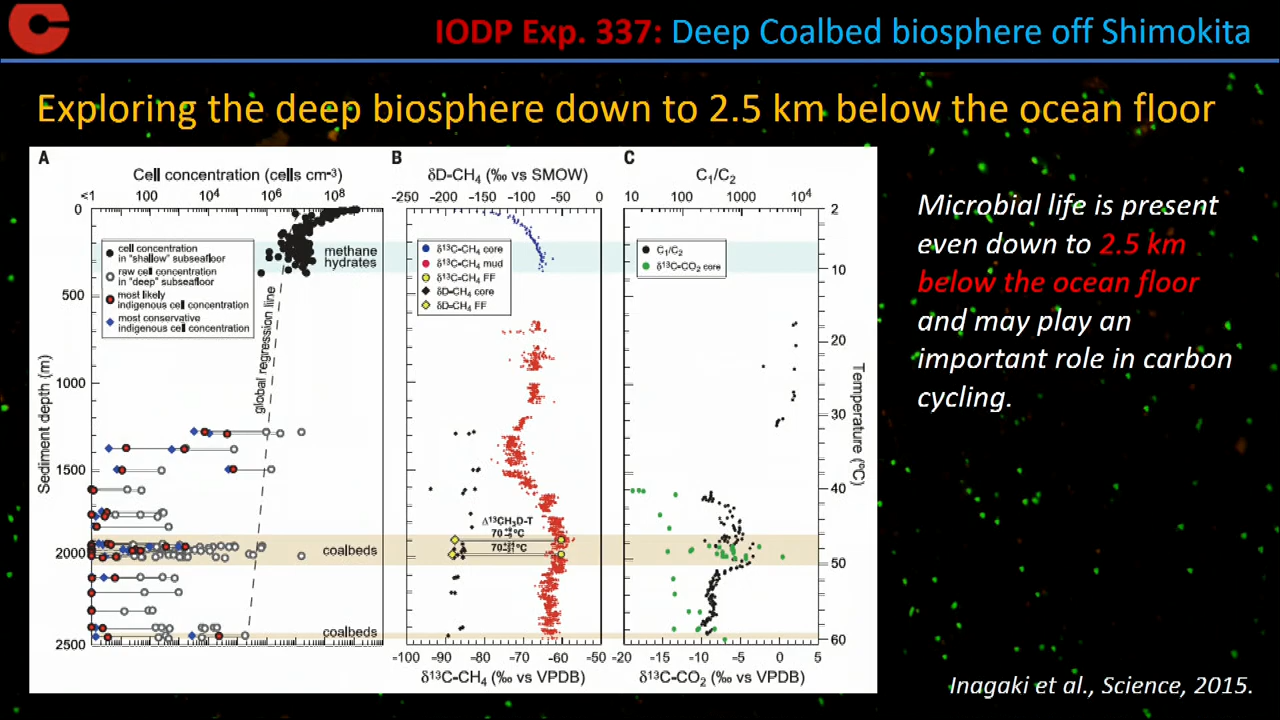 IODP Exp. 337: Deep Coalbed biosphere off Shimokita
Exploring the deep biosphere down to 2.5 km below the ocean floor
A
Cell concentration (cells cm-3)
<1 100 10^4 10^6 10^8
Sediment depth (m)
0
500
1000
1500
2000
2500
cell concentration
in "shallow" subseafloor
raw cell concentration
in "deep" subseafloor
most likely
indigenous cell concentration
most conservative
indigenous cell concentration
global regression line
methane
hydrates
coalbeds
coalbeds
B
δD-CH4 (‰ vs SMOW)
-250 -200 -150 -100 -50 0
δ13C-CH4 core
δ13C-CH4 mud
δ13C-CH4 FF
δD-CH4 core
δD-CH4 FF
Δ13CH3D-T
-100 -90 -80 -70 -60 -50
δ13C-CH4 (‰ vs VPDB)
C
C1/C2
10 100 1000 10^4
C1/C2
δ13C-CO2 core
2
10
20
30
40
50
60
Temperature (°C)
-20 -15 -10 -5 0 5
δ13C-CO2 (‰ vs VPDB)
Microbial life is present
even down to 2.5 km
below the ocean floor
and may play an
important role in carbon
cycling.
Inagaki et al., Science, 2015.